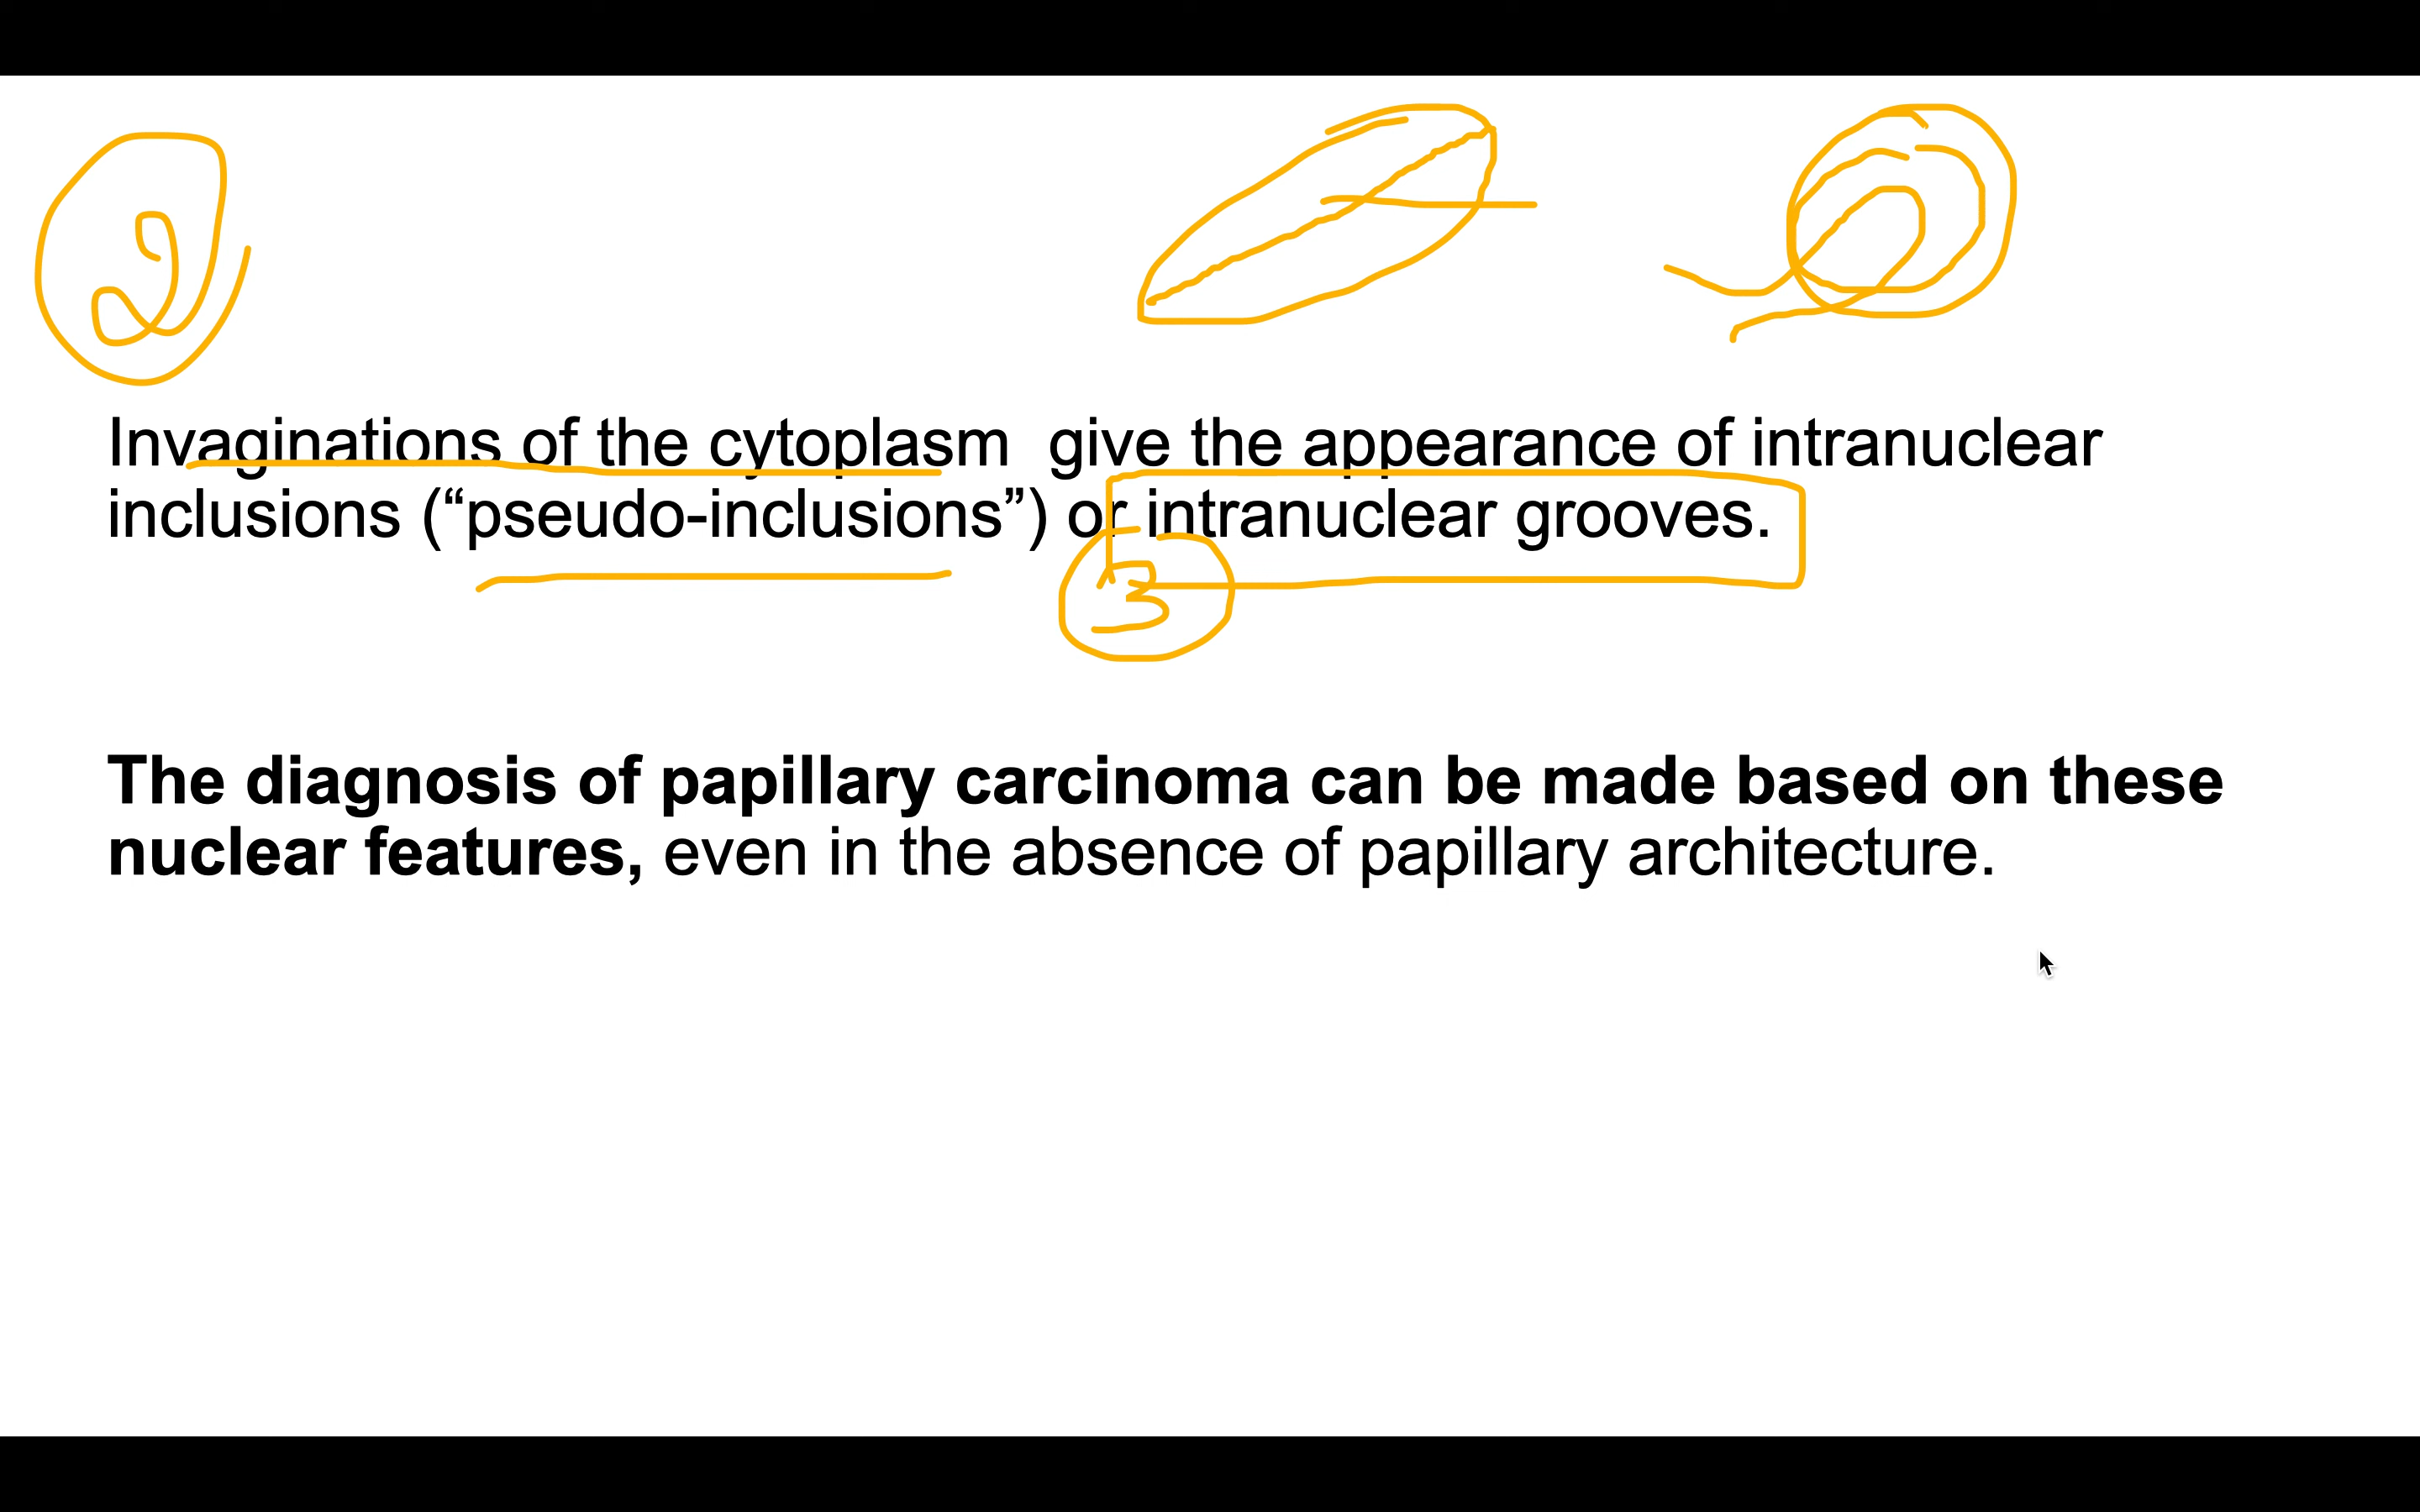 2
Invaginations of the cytoplasm  give the appearance of intranuclear
inclusions (“pseudo-inclusions”) or intranuclear grooves.
3
The diagnosis of papillary carcinoma can be made based on these
nuclear features, even in the absence of papillary architecture.